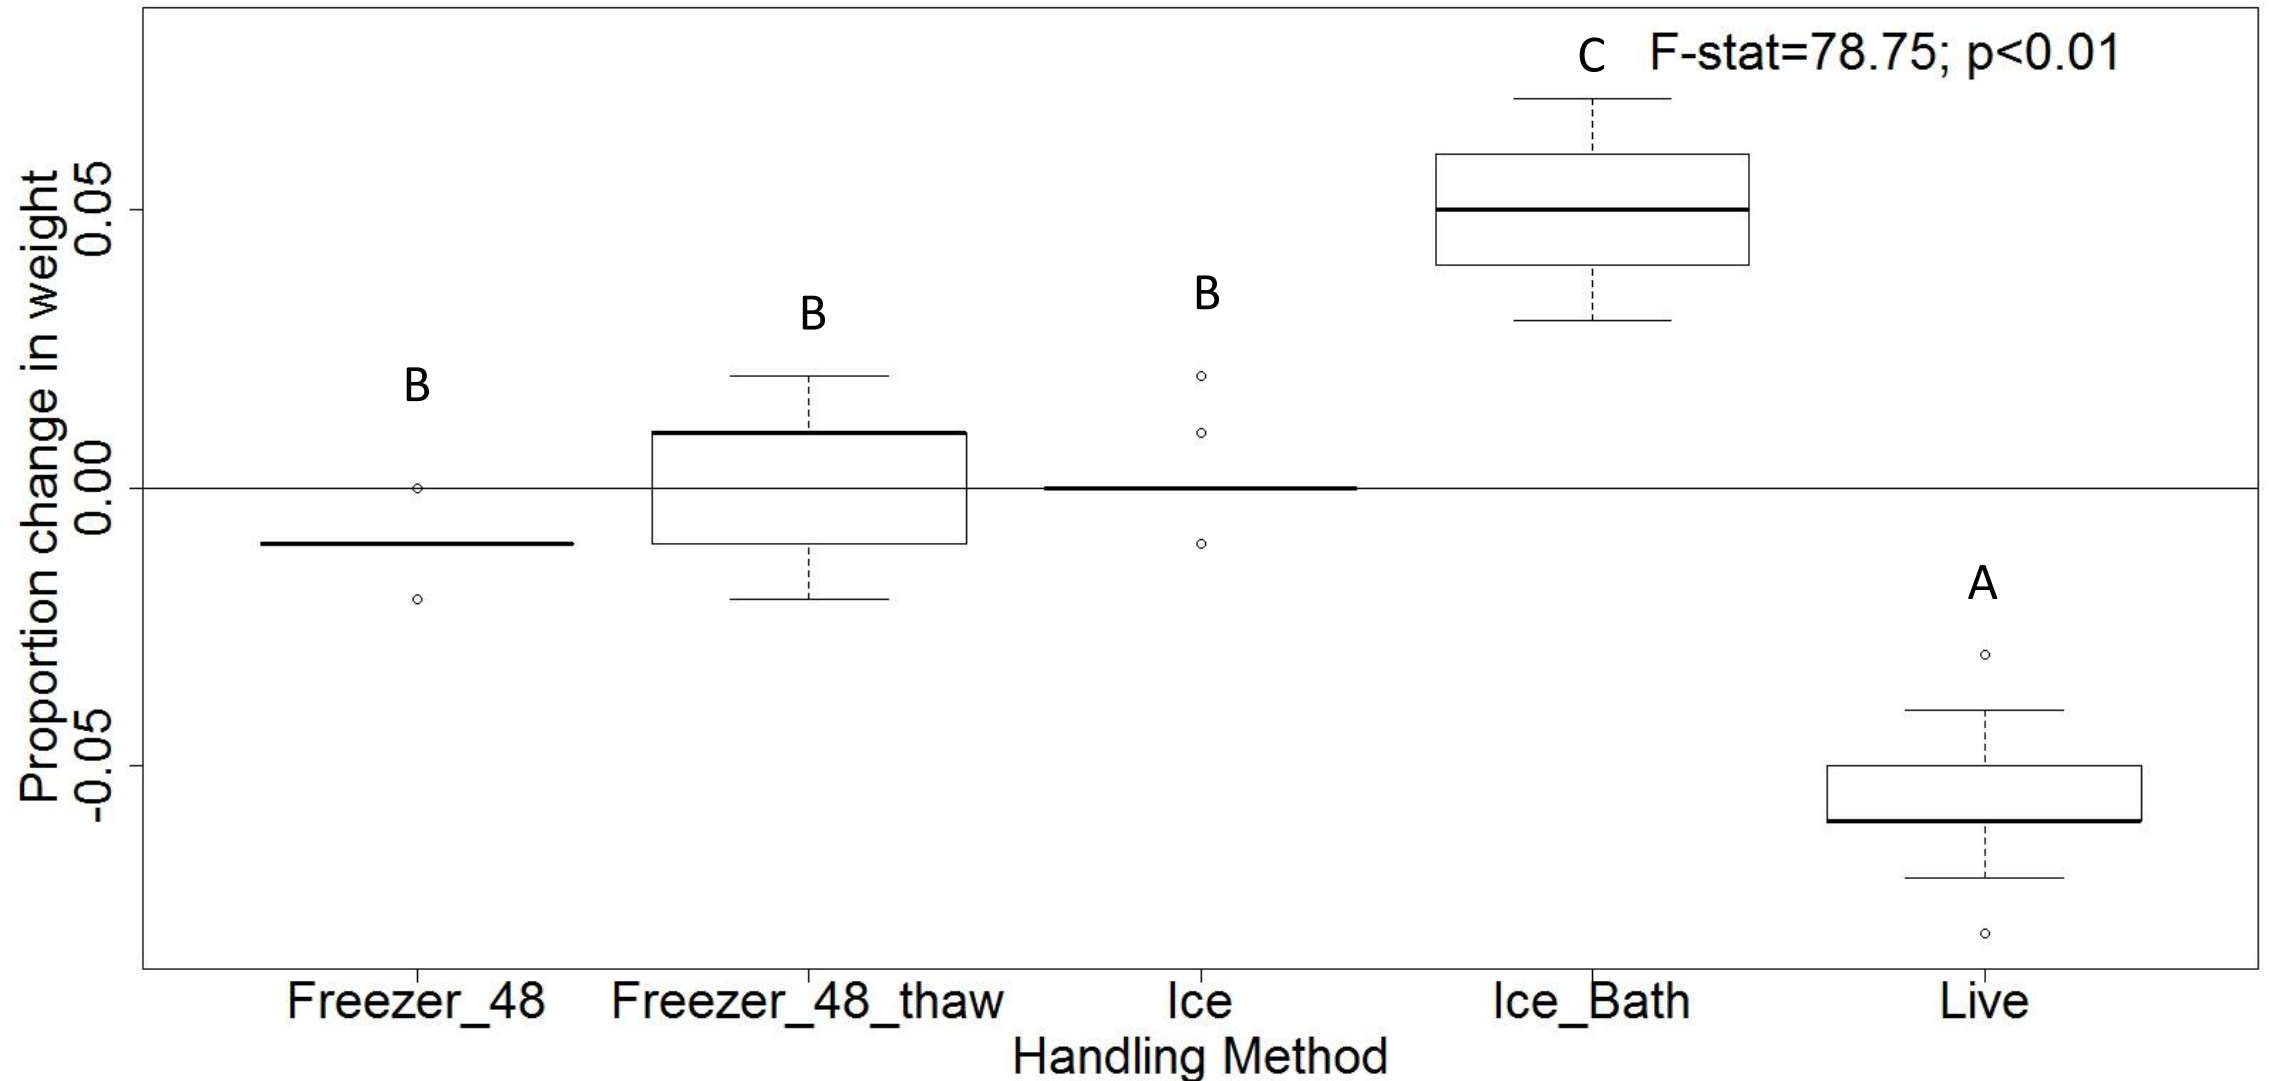 C F-stat=78.75; p<0.01
Proportion change in weight
0.05
0.00
-0.05
B
B
B
A
Freezer_48 Freezer_48_thaw Ice Ice_Bath Live
Handling Method